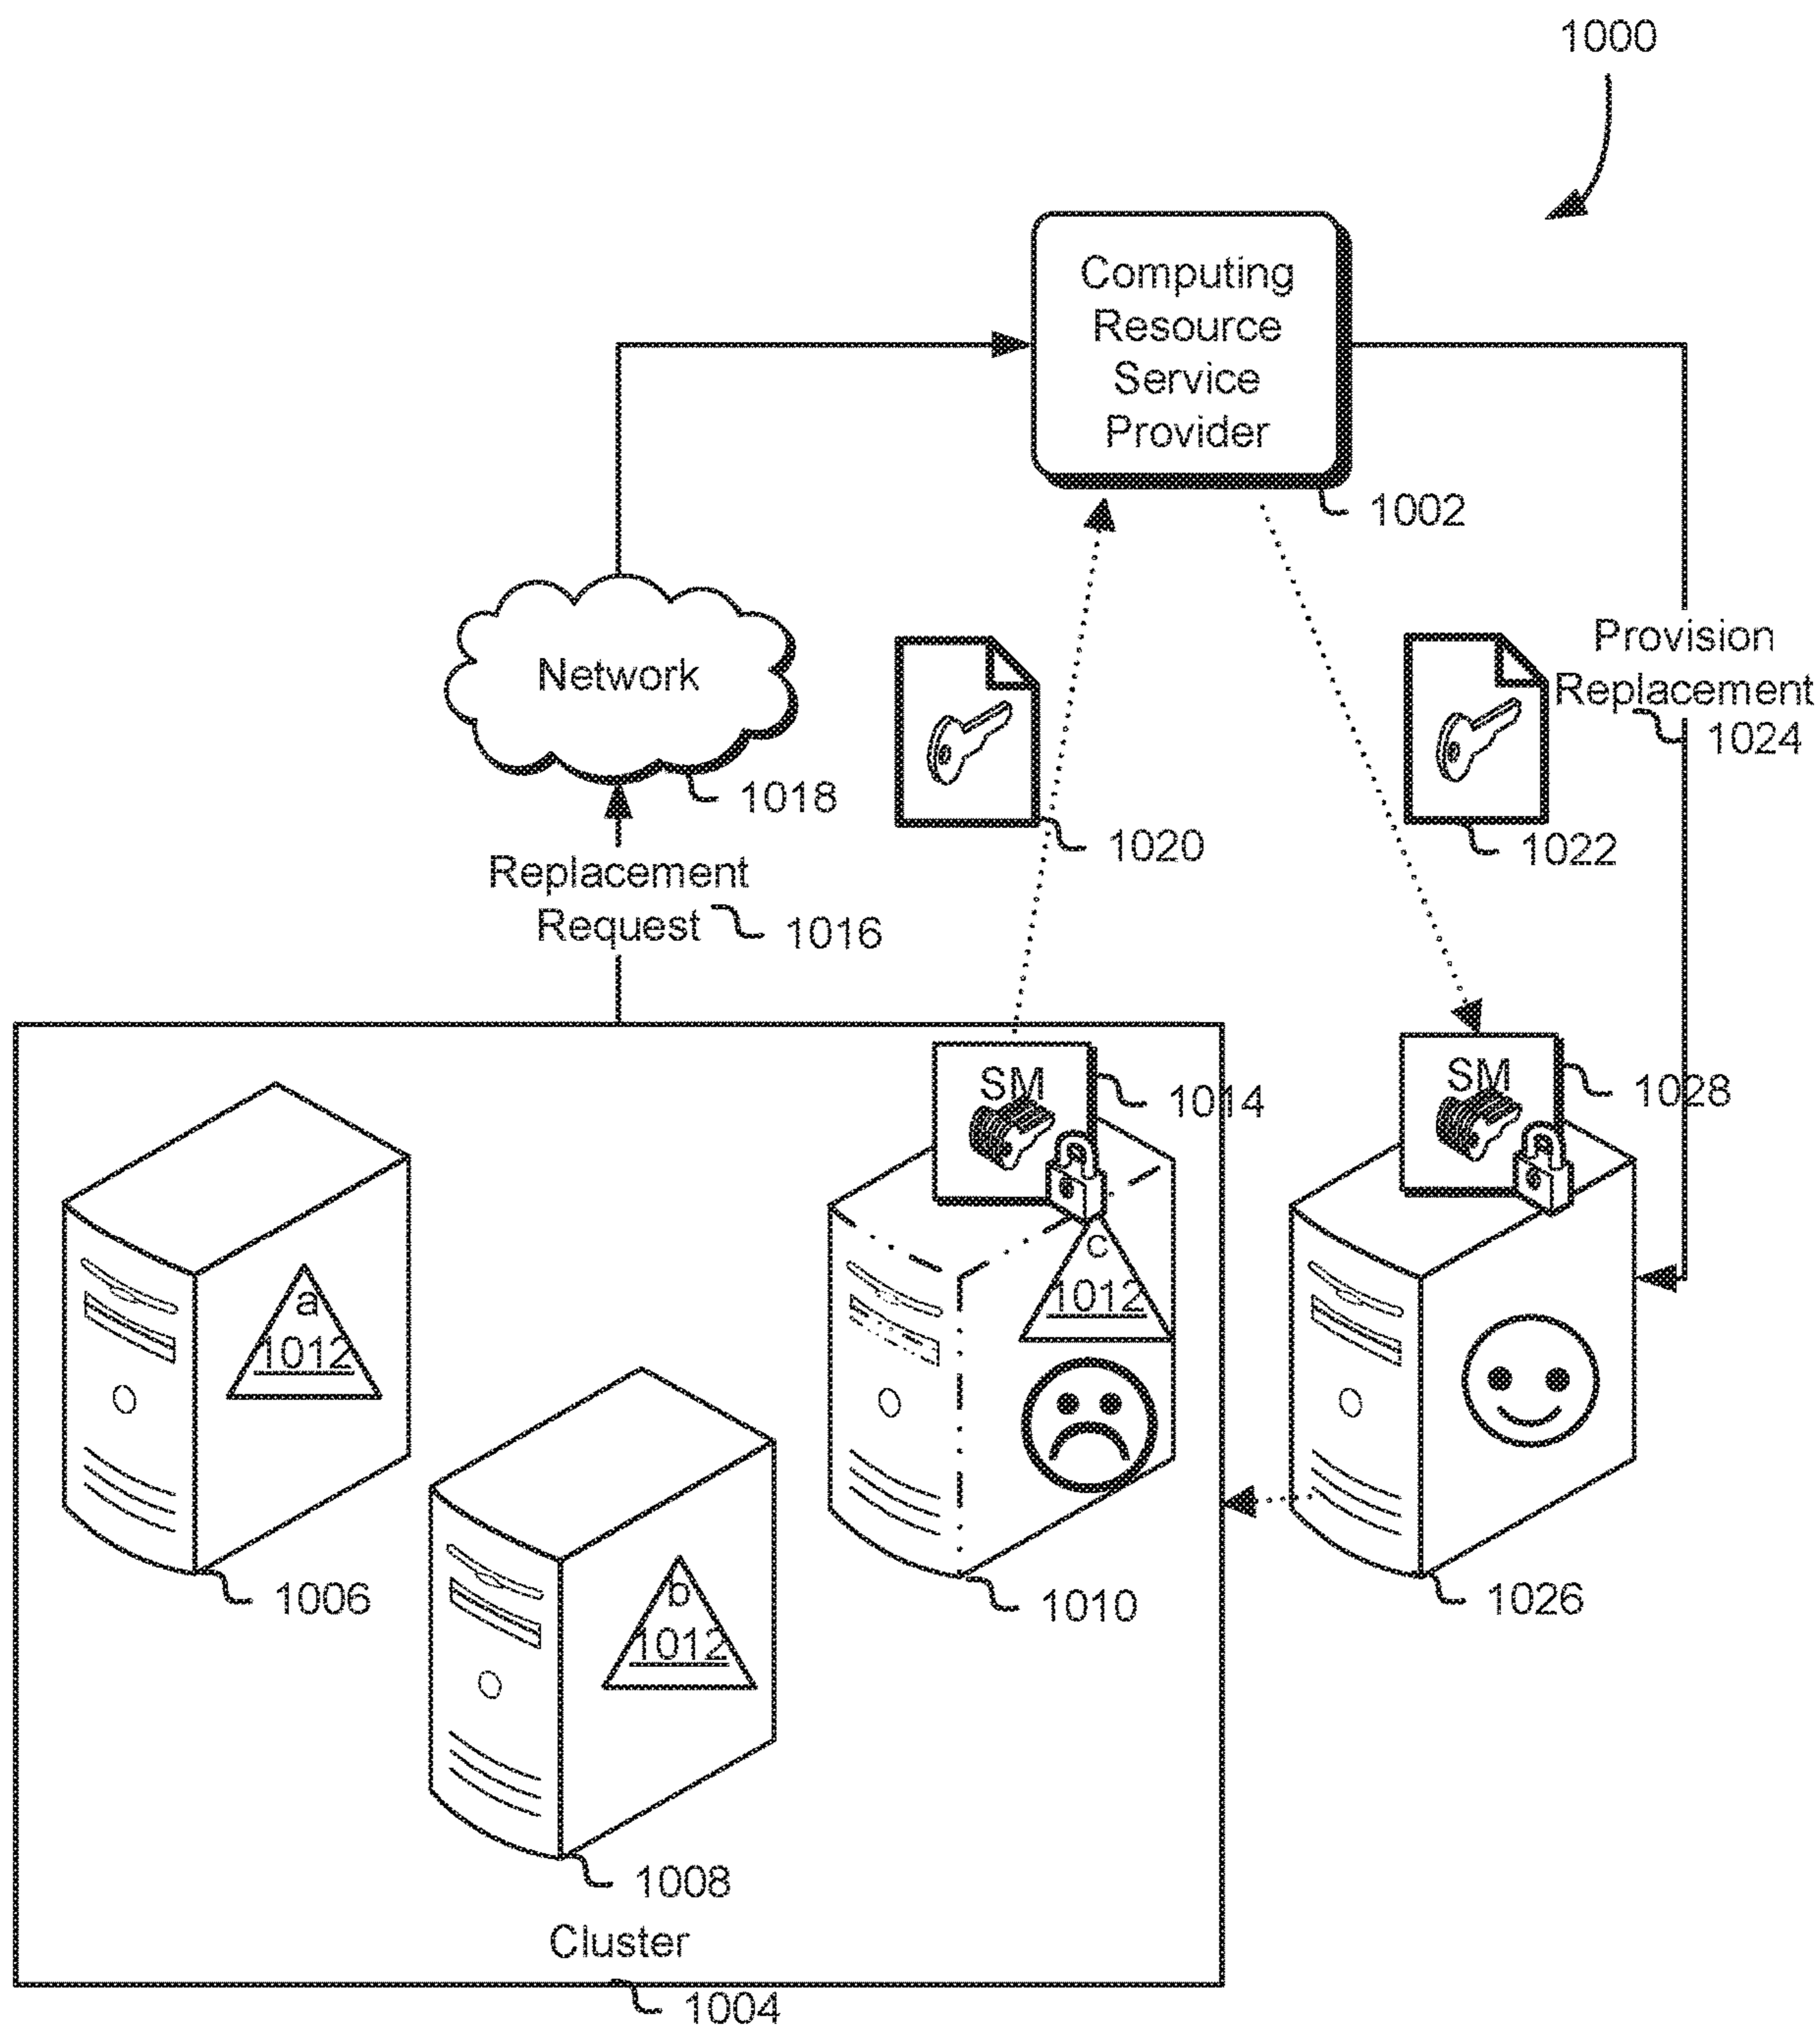 1000
Computing
Resource
Service
Provider
1002
Network
1018
Provision
Replacement
1024
1020
1022
Replacement
Request
1016
SM
1014
SM
1028
a
1012
c
1012
b
1012
1006
1010
1026
1008
Cluster
1004